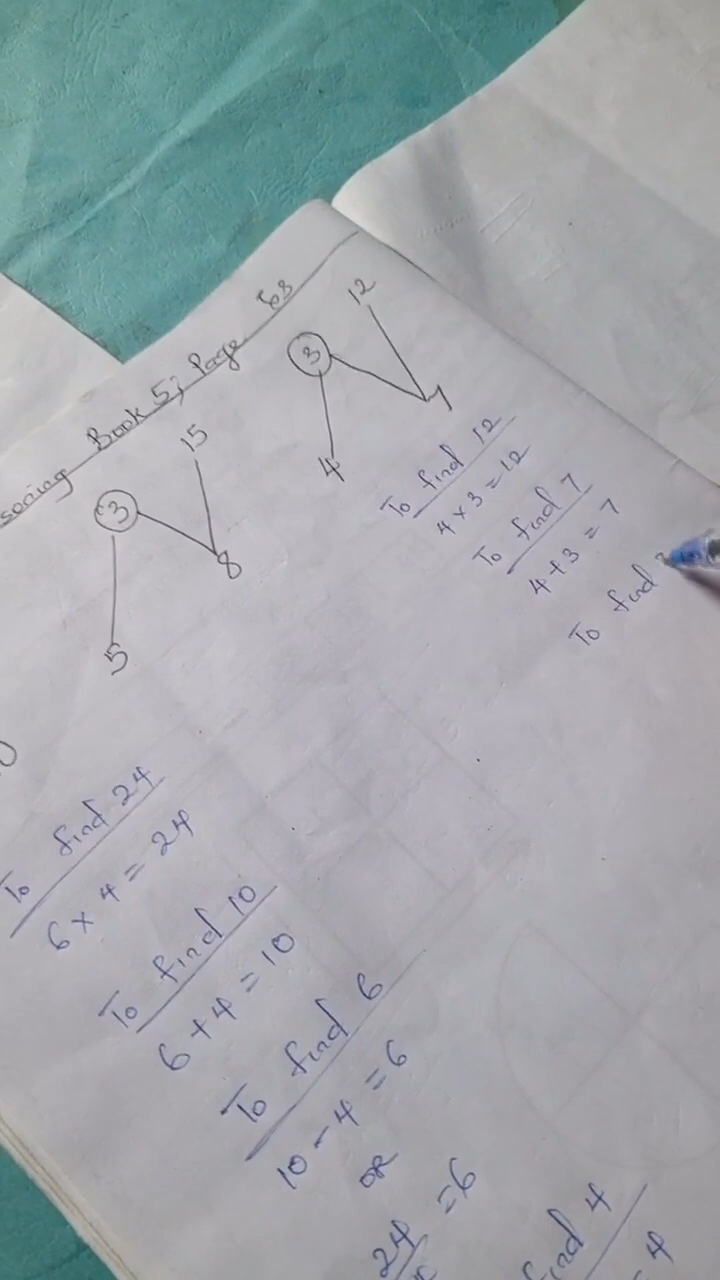 soning Book 5; Page
15
3
8
5
12
3
7
4
To find 12
4 x 3 = 12
To find 7
4 + 3 = 7
To find
To find 24
6 x 4 = 24
To find 10
6 + 4 = 10
To find 6
10 - 4 = 6
OR
24 = 6
find 4
4